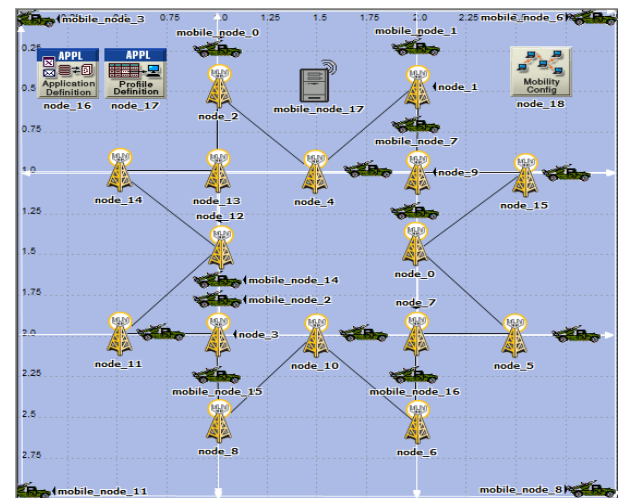 mobile_node_3
0.75
1.0
1.25
1.75
2.0
2.25
mobile_node_6
mobile_node_0
mobile_node_1
0.25
APPL
Application
Definition
node_16
APPL
Profile
Definition
node_17
mobile_node_17
Mobility
Config
node_18
0.5
node_2
node_1
0.75
mobile_node_7
1.0
node_9
node_14
node_13
node_4
node_15
1.25
node_12
1.5
node_0
mobile_node_14
node_7
1.75
mobile_node_2
2.0
node_3
node_11
node_10
node_5
2.25
mobile_node_15
mobile_node_16
2.5
node_8
node_6
2.75
mobile_node_11
mobile_node_8